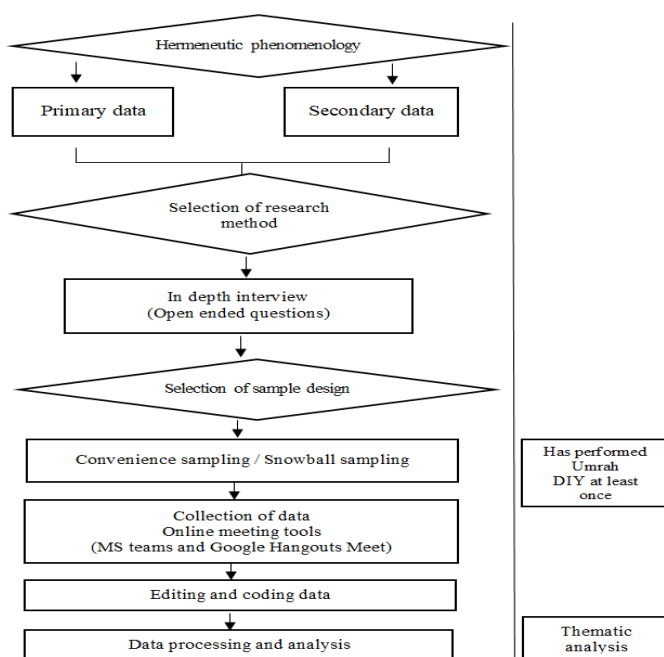 Hermeneutic phenomenology
Primary data
Secondary data
Selection of research
method
In depth interview
(Open ended questions)
Selection of sample design
Convenience sampling / Snowball sampling
Has performed
Umrah
DIY at least
once
Collection of data
Online meeting tools
(MS teams and Google Hangouts Meet)
Editing and coding data
Data processing and analysis
Thematic
analysis